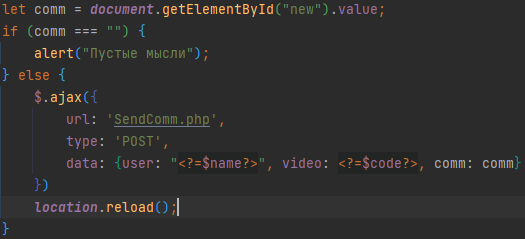 let comm = document.getElementById("new").value;
if (comm === "") {
    alert("Пустые мысли");
} else {
    $.ajax({
        url: 'SendComm.php',
        type: 'POST',
        data: {user: "<?=$name?>", video: <?=$code?>, comm: comm}
    })
    location.reload();
}